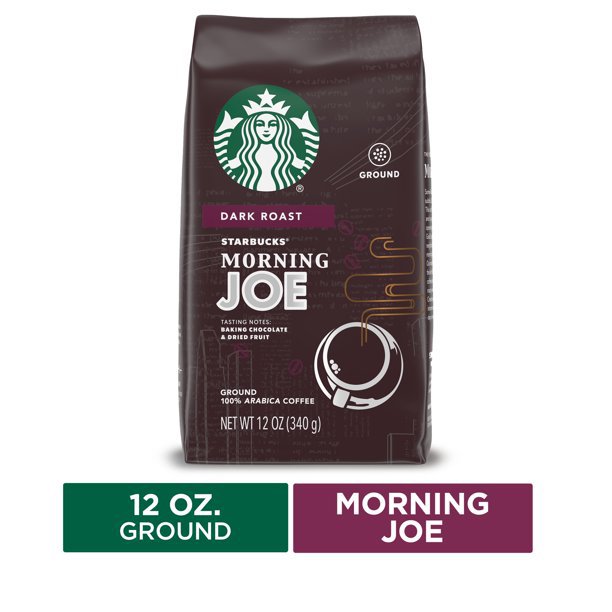 ®
GROUND
DARK ROAST
STARBUCKS®
MORNING
JOE
TASTING NOTES:
BAKING CHOCOLATE
& DRIED FRUIT
GROUND
100% ARABICA COFFEE
NET WT 12 OZ (340 g)
12 OZ.
GROUND
MORNING
JOE